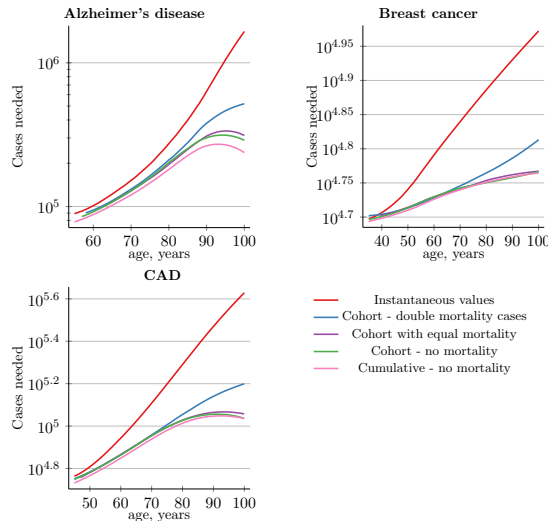 Alzheimer's disease
Cases needed
10^6
10^5
60 70 80 90 100
age, years
Breast cancer
Cases needed
10^4.95
10^4.9
10^4.85
10^4.8
10^4.75
10^4.7
40 50 60 70 80 90 100
age, years
CAD
Cases needed
10^5.6
10^5.4
10^5.2
10^5
10^4.8
50 60 70 80 90 100
age, years
Instantaneous values
Cohort - double mortality cases
Cohort with equal mortality
Cohort - no mortality
Cumulative - no mortality